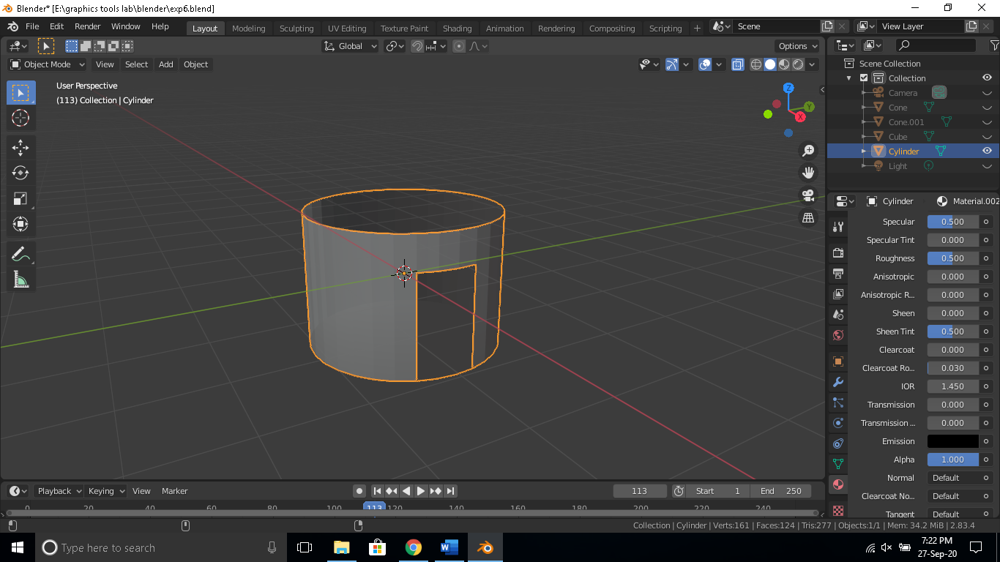 Blender* [E:\graphics tools lab\blender\exp6.blend]
File Edit Render Window Help Layout Modeling Sculpting UV Editing Texture Paint Shading Animation Rendering Compositing Scripting + Scene View Layer
Global Options
Object Mode View Select Add Object
User Perspective
(113) Collection | Cylinder
Z
Y
X
Scene Collection
Collection
Camera
Cone
Cone.001
Cube
Cylinder
Light
Cylinder Material.002
Specular 0.500
Specular Tint 0.000
Roughness 0.500
Anisotropic 0.000
Anisotropic R... 0.000
Sheen 0.000
Sheen Tint 0.500
Clearcoat 0.000
Clearcoat Ro... 0.030
IOR 1.450
Transmission 0.000
Transmission ... 0.000
Emission
Alpha 1.000
Normal Default
Clearcoat No... Default
Tangent Default
Playback Keying View Marker 113 Start 1 End 250
0 20 40 60 80 100 113 120 140 160 180 200 220 240
Collection | Cylinder | Verts:161 | Faces:124 | Tris:277 | Objects:1/1 | Mem: 34.2 MiB | 2.83.4
Type here to search
7:22 PM
27-Sep-20